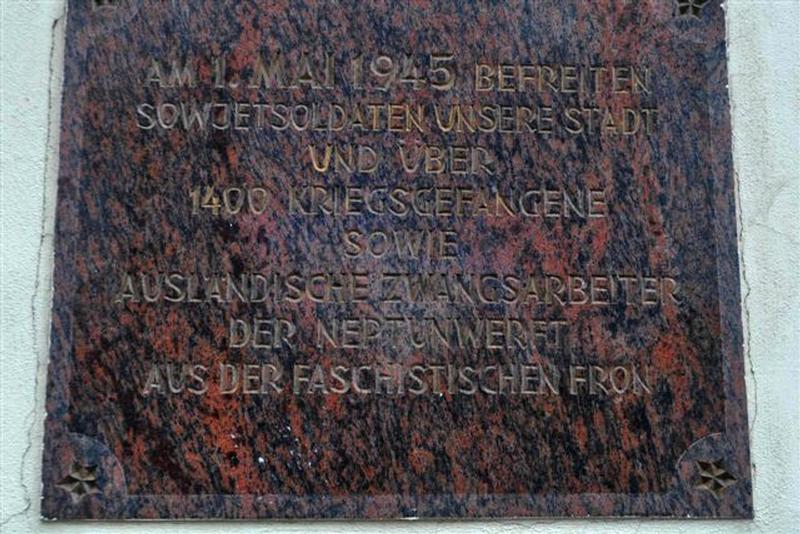 AM 1. MAI 1945 BEFREITEN
SOWJETSOLDATEN UNSERE STADT
UND ÜBER
1400 KRIEGSGEFANGENE
SOWIE
AUSLÄNDISCHE ZWANGSARBEITER
DER NEPTUNWERFT
AUS DER FASCHISTISCHEN FRON